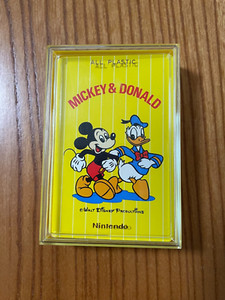 ALL PLASTIC
MICKEY & DONALD
© WALT DISNEY PRODUCTIONS
Nintendo